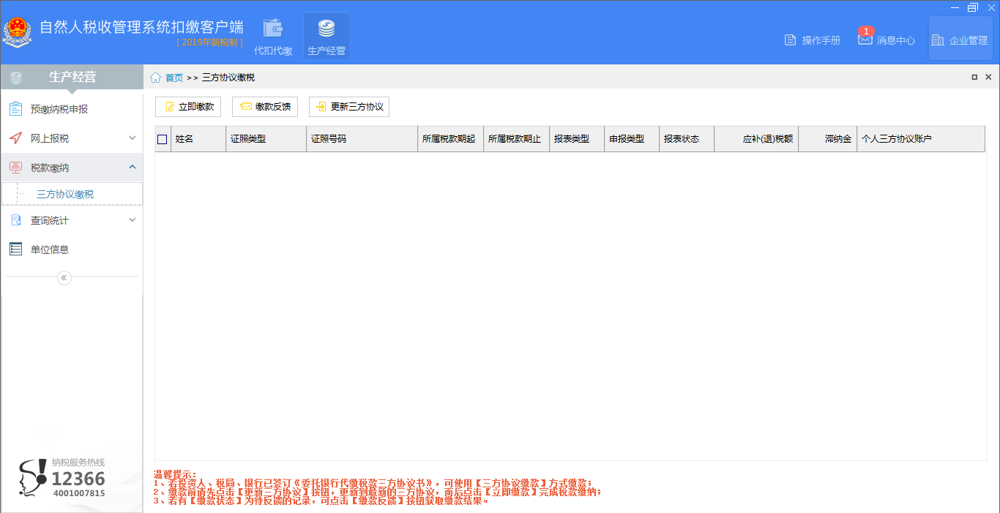 自然人税收管理系统扣缴客户端
[ 2019年新税制 ]
代扣代缴
生产经营
操作手册
1
消息中心
企业管理
生产经营
首页 >> 三方协议缴税
预缴纳税申报
网上报税
税款缴纳
三方协议缴税
查询统计
单位信息
立即缴款
缴款反馈
更新三方协议
姓名 证照类型 证照号码 所属税款期起 所属税款期止 报表类型 申报类型 报表状态 应补(退)税额 滞纳金 个人三方协议账户
纳税服务热线
12366
4001007815
温馨提示：
1、若投资人、税局、银行已签订《委托银行代缴税款三方协议书》，可使用【三方协议缴款】方式缴款；
2、缴款前请先点击【更新三方协议】按钮，更新到最新的三方协议，而后点击【立即缴款】完成税款缴纳；
3、若有【缴款状态】为待反馈的记录，可点击【缴款反馈】按钮获取缴款结果。